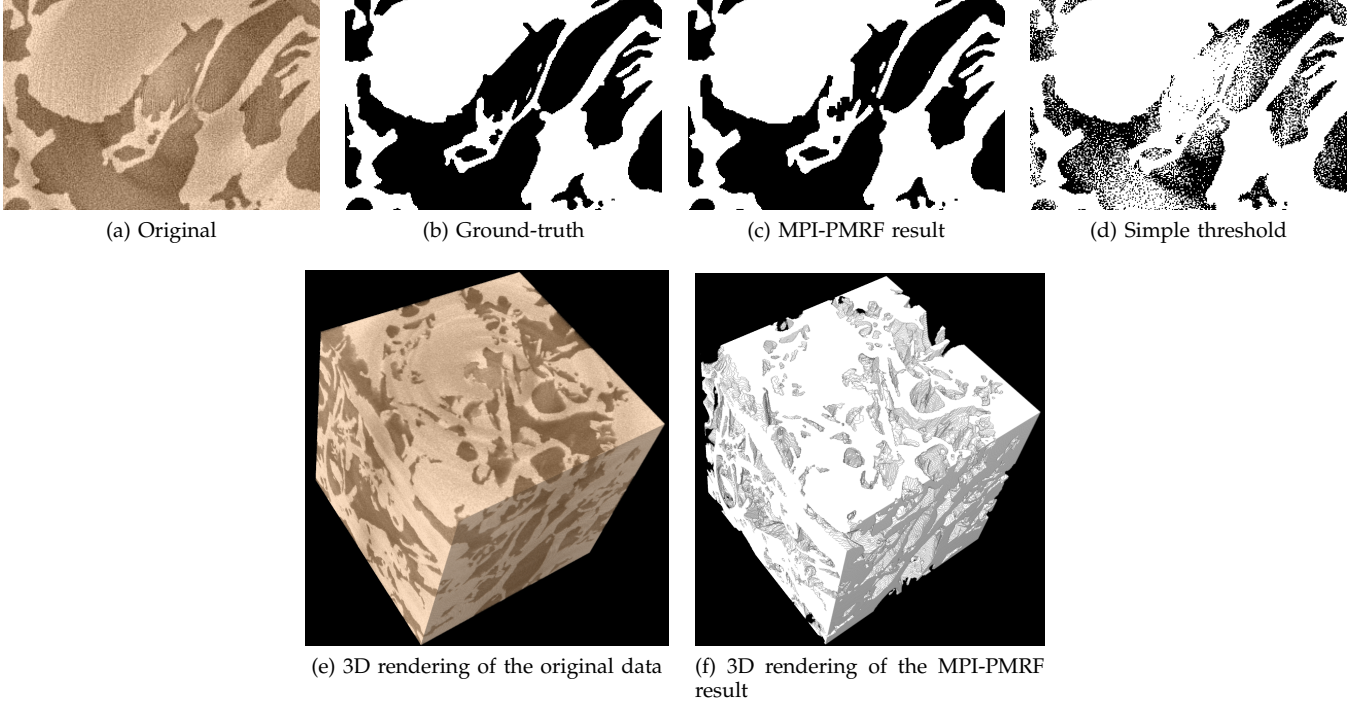 (a) Original
(b) Ground-truth
(c) MPI-PMRF result
(d) Simple threshold
(e) 3D rendering of the original data
(f) 3D rendering of the MPI-PMRF
result